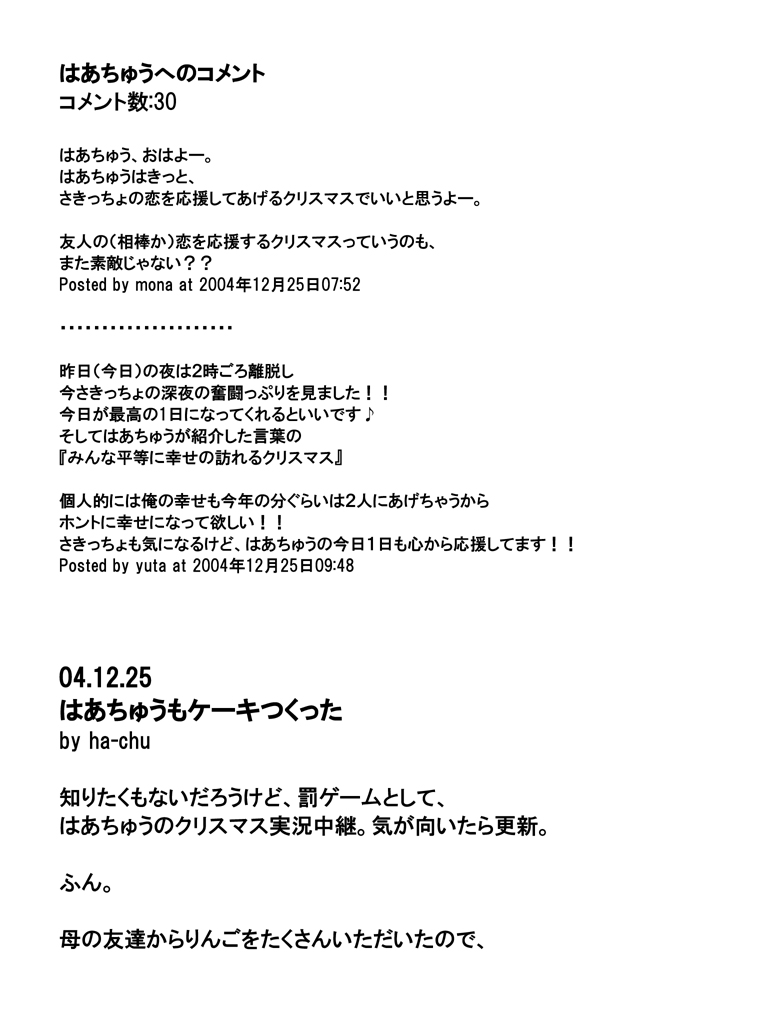 はあちゅうへのコメント
コメント数:30
はあちゅう、おはよー。
はあちゅうはきっと、
さきっちょの恋を応援してあげるクリスマスでいいと思うよー。
友人の(相棒か)恋を応援するクリスマスっていうのも、
また素敵じゃない??
Posted by mona at 2004年12月25日07:52
・・・・・・・・・・・・・・・・・・・・・
昨日(今日)の夜は2時ごろ離脱し
今さきっちょの深夜の奮闘っぷりを見ました!!
今日が最高の1日になってくれるといいです♪
そしてはあちゅうが紹介した言葉の
『みんな平等に幸せの訪れるクリスマス』
個人的には俺の幸せも今年の分ぐらいは2人にあげちゃうから
ホントに幸せになって欲しい!!
さきっちょも気になるけど、はあちゅうの今日1日も心から応援してます!!
Posted by yuta at 2004年12月25日09:48
04.12.25
はあちゅうもケーキつくった
by ha-chu
知りたくもないだろうけど、罰ゲームとして、
はあちゅうのクリスマス実況中継。気が向いたら更新。
ふん。
母の友達からりんごをたくさんいただいたので、